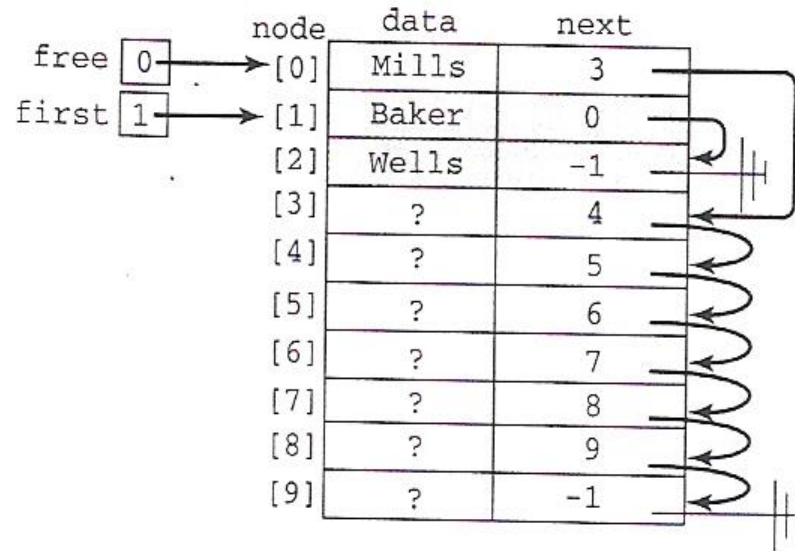 node data next
free 0 [0] Mills 3
first 1 [1] Baker 0
[2] Wells -1
[3] ? 4
[4] ? 5
[5] ? 6
[6] ? 7
[7] ? 8
[8] ? 9
[9] ? -1